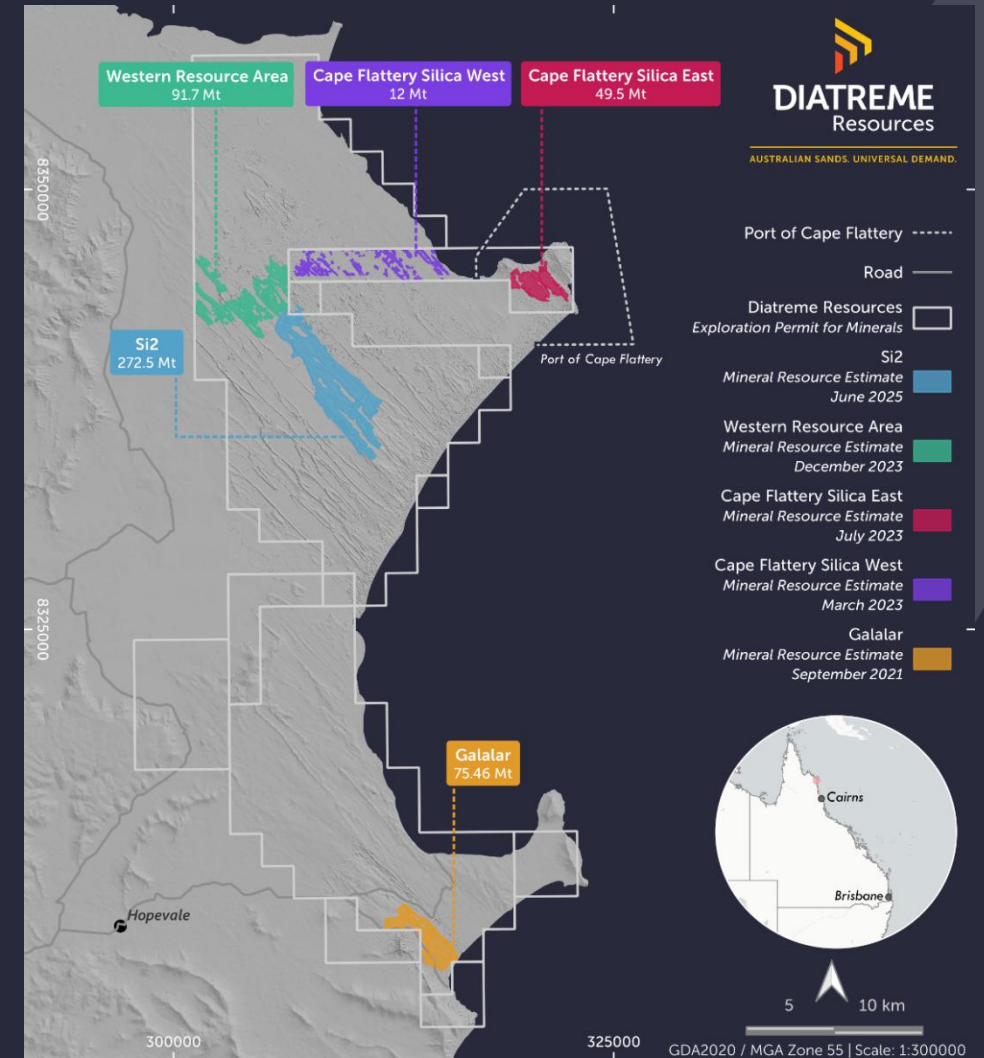 Western Resource Area
91.7 Mt
Cape Flattery Silica West
12 Mt
Cape Flattery Silica East
49.5 Mt
DIATREME
Resources
AUSTRALIAN SANDS. UNIVERSAL DEMAND.
8350000
Port of Cape Flattery
Road
Diatreme Resources
Exploration Permit for Minerals
Si2
272.5 Mt
Port of Cape Flattery
Si2
Mineral Resource Estimate
June 2025
Western Resource Area
Mineral Resource Estimate
December 2023
Cape Flattery Silica East
Mineral Resource Estimate
July 2023
Cape Flattery Silica West
Mineral Resource Estimate
March 2023
8325000
Galalar
Mineral Resource Estimate
September 2021
Galalar
75.46 Mt
Cairns
Brisbane
Hopevale
5 10 km
300000
325000
GDA2020 / MGA Zone 55 | Scale: 1:300000